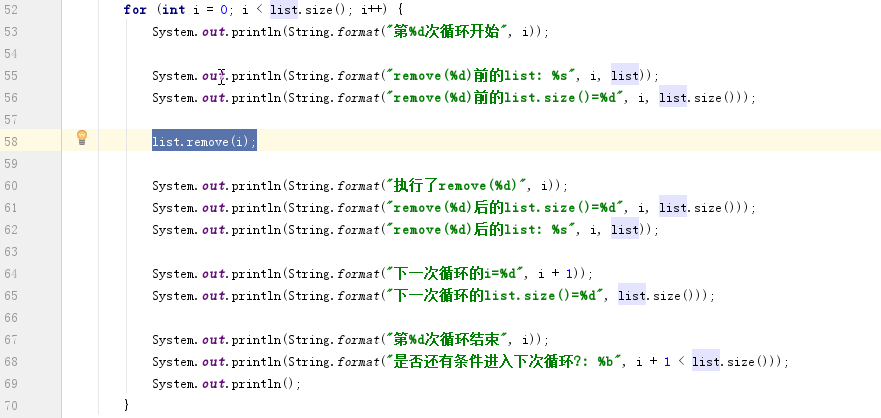 52 for (int i = 0; i < list.size(); i++) {
53 System.out.println(String.format("第%d次循环开始", i));
54
55 System.out.println(String.format("remove(%d)前的list: %s", i, list));
56 System.out.println(String.format("remove(%d)前的list.size()=%d", i, list.size()));
57
58 list.remove(i);
59
60 System.out.println(String.format("执行了remove(%d)", i));
61 System.out.println(String.format("remove(%d)后的list.size()=%d", i, list.size()));
62 System.out.println(String.format("remove(%d)后的list: %s", i, list));
63
64 System.out.println(String.format("下一次循环的i=%d", i + 1));
65 System.out.println(String.format("下一次循环的list.size()=%d", list.size()));
66
67 System.out.println(String.format("第%d次循环结束", i));
68 System.out.println(String.format("是否还有条件进入下次循环?: %b", i + 1 < list.size()));
69 System.out.println();
70 }